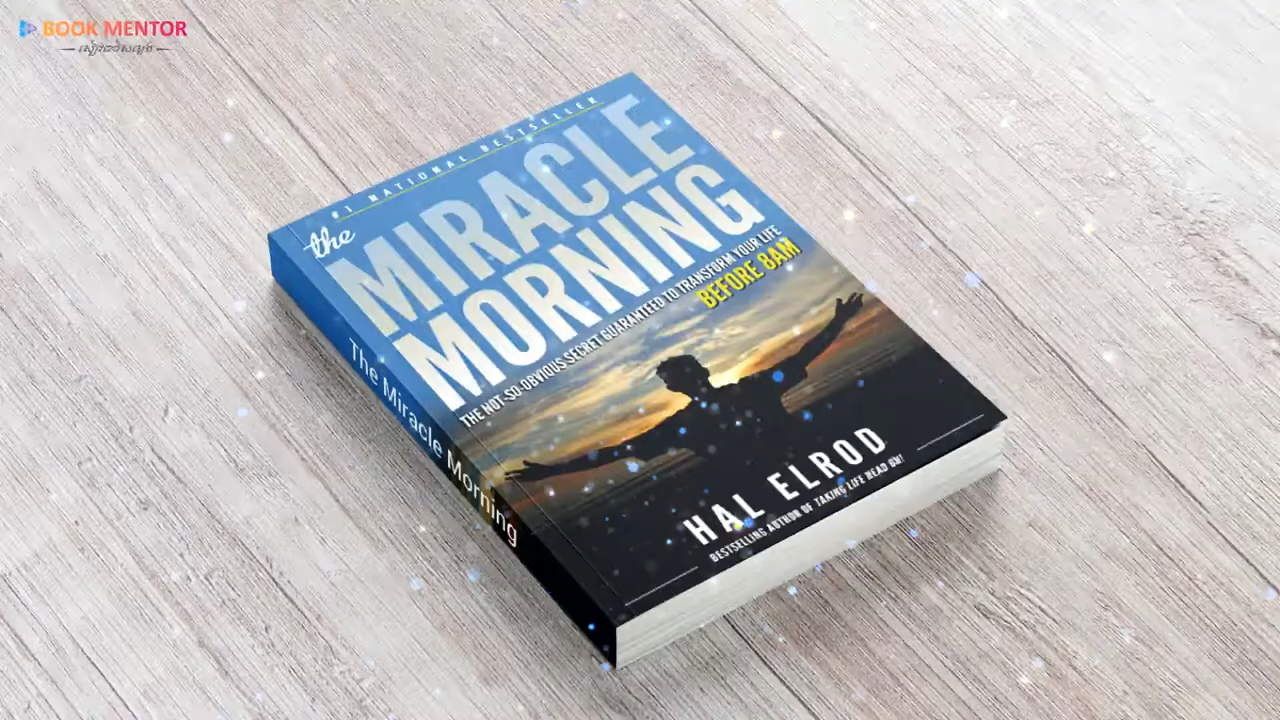 BOOK MENTOR
#1 NATIONAL BESTSELLER
the
MIRACLE
MORNING
THE NOT-SO-OBVIOUS SECRET GUARANTEED TO TRANSFORM YOUR LIFE
BEFORE 8AM
HAL ELROD
BESTSELLING AUTHOR OF TAKING LIFE HEAD ON!
The Miracle Morning